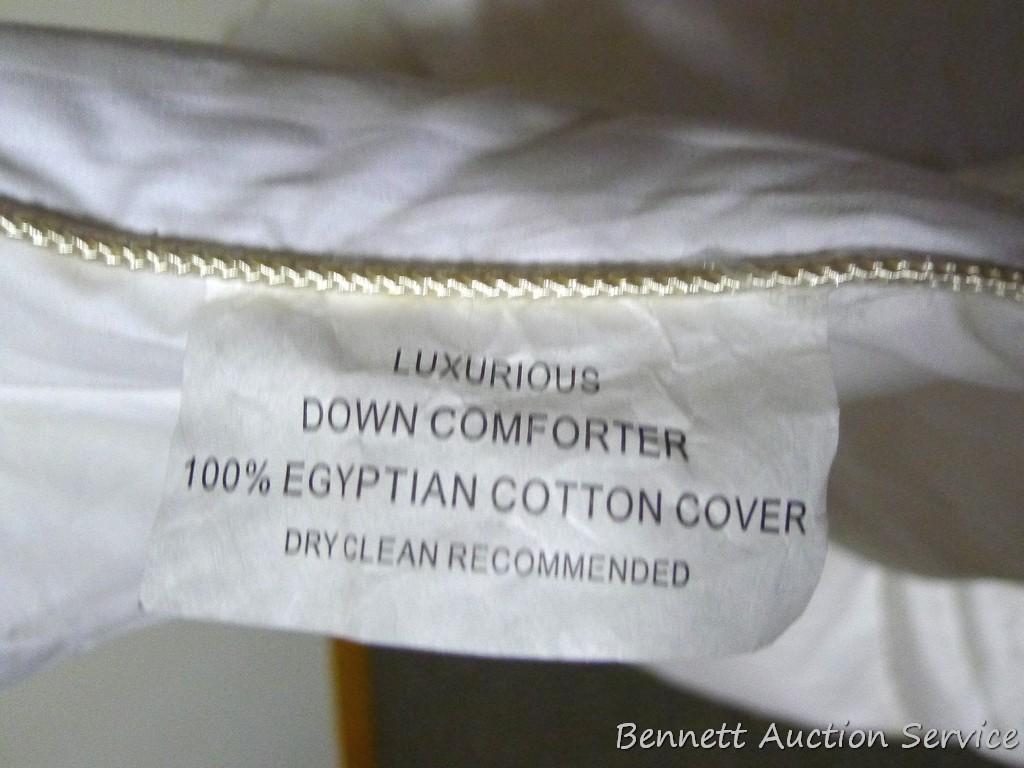 LUXURIOUS
DOWN COMFORTER
100% EGYPTIAN COTTON COVER
DRY CLEAN RECOMMENDED
Bennett Auction Service